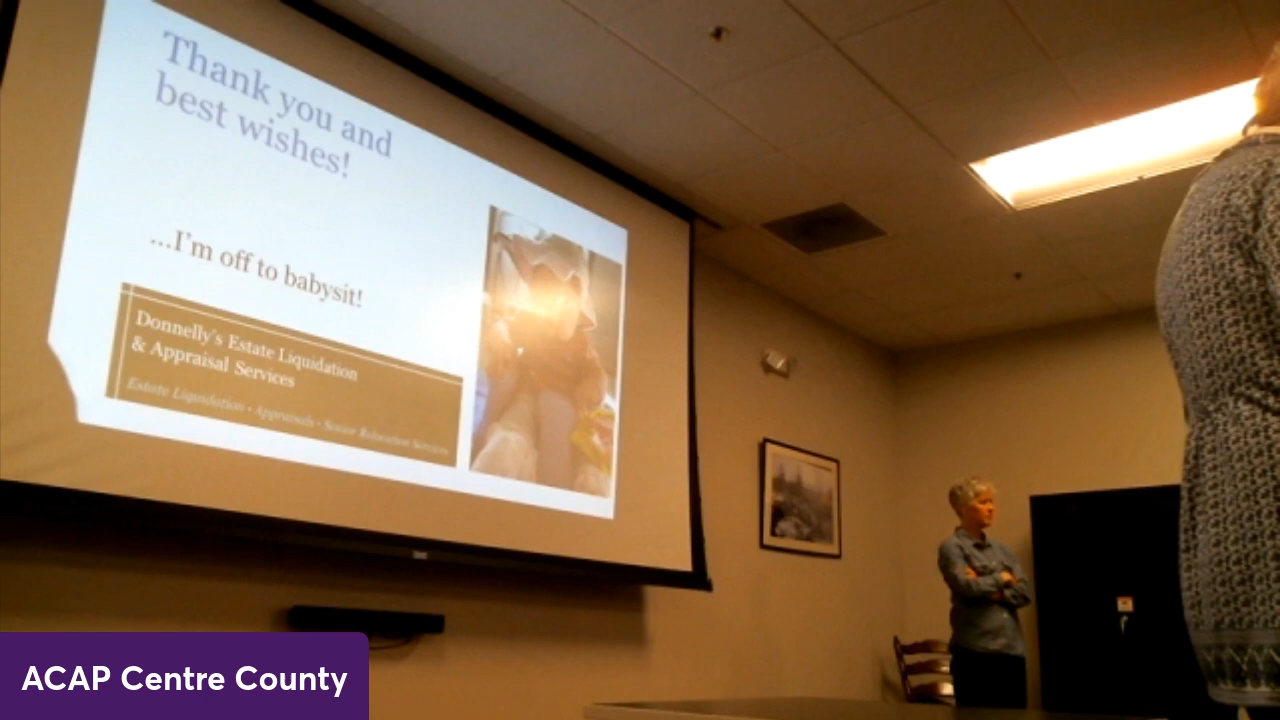 Thank you and
best wishes!
...I'm off to babysit!
Donnelly's Estate Liquidation
& Appraisal Services
Estate Liquidation • Appraisals • Senior Relocation Services
ACAP Centre County